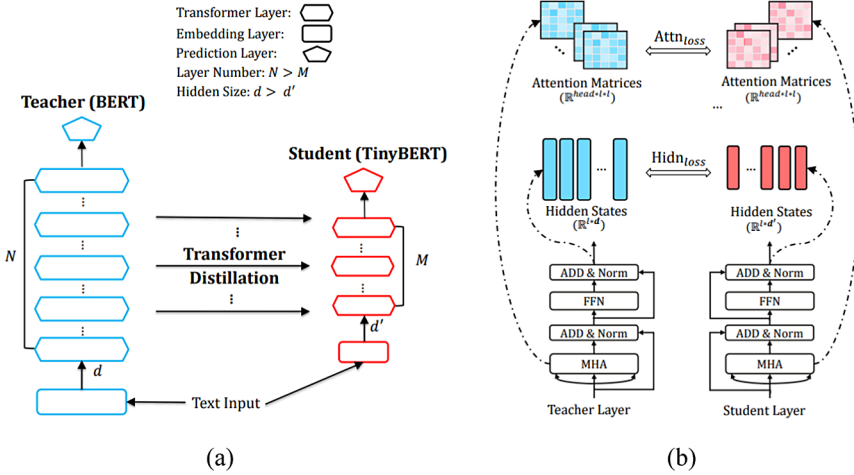 Transformer Layer:
Embedding Layer:
Prediction Layer:
Layer Number: N > M
Hidden Size: d > d′
Teacher (BERT)
Student (TinyBERT)
N
Transformer
Distillation
M
d
d′
Text Input
(a)
Attn_loss
Attention Matrices
(ℝ^head∗l∗l)
Attention Matrices
(ℝ^head∗l∗l)
...
Hidn_loss
Hidden States
(ℝ^l∗d)
Hidden States
(ℝ^l∗d′)
ADD & Norm
FFN
ADD & Norm
MHA
Teacher Layer
ADD & Norm
FFN
ADD & Norm
MHA
Student Layer
(b)